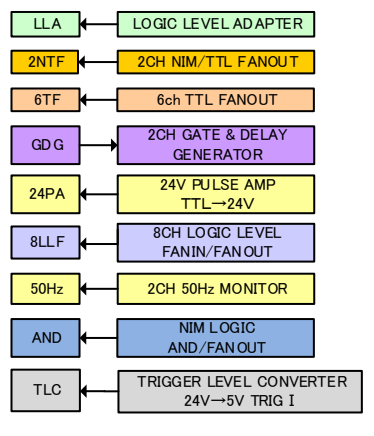 LLA
LOGIC LEVEL ADAPTER
2NTF
2CH NIM/TTL FANOUT
6TF
6ch TTL FANOUT
GDG
2CH GATE & DELAY
GENERATOR
24PA
24V PULSE AMP
TTL→24V
8LLF
8CH LOGIC LEVEL
FANIN/FANOUT
50Hz
2CH 50Hz MONITOR
AND
NIM LOGIC
AND/FANOUT
TLC
TRIGGER LEVEL CONVERTER
24V→5V TRIG I